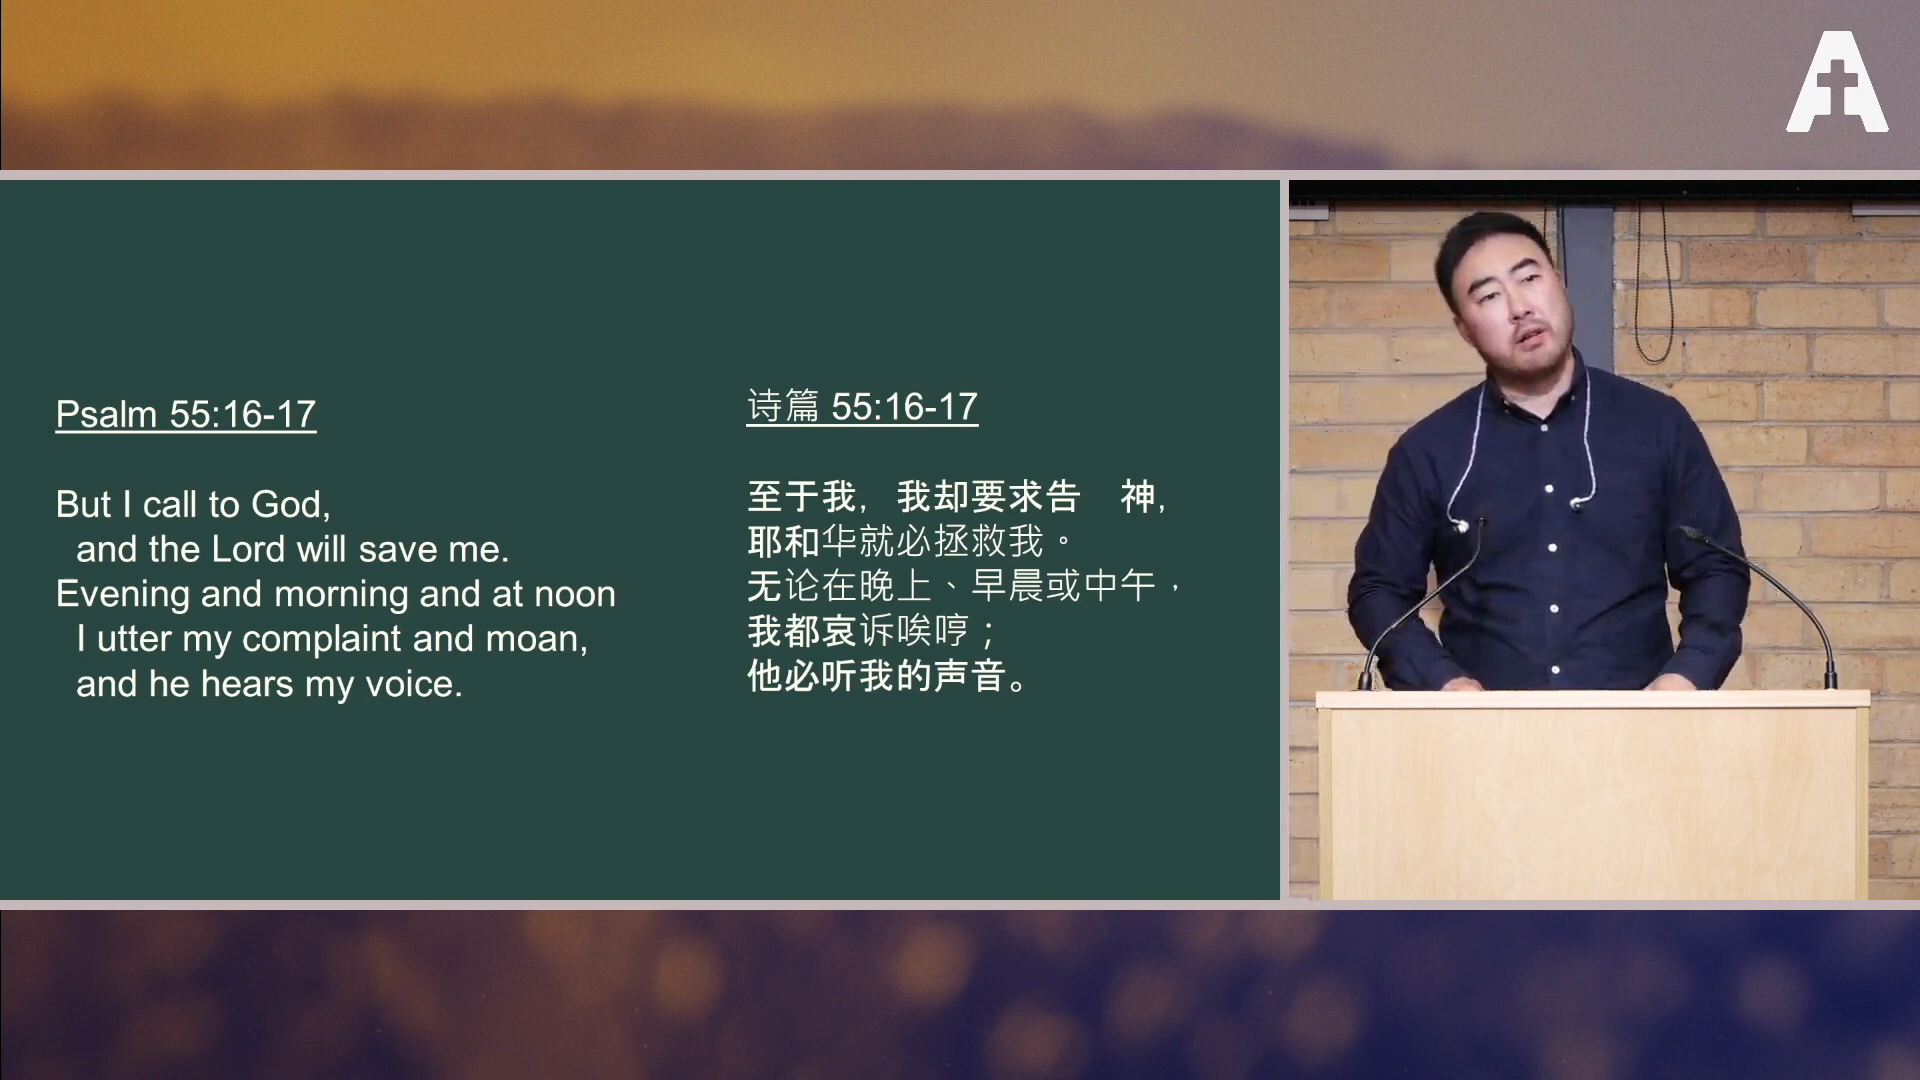 Psalm 55:16-17
But I call to God,
and the Lord will save me.
Evening and morning and at noon
I utter my complaint and moan,
and he hears my voice.
诗篇 55:16-17
至于我，我却要求告　神，
耶和华就必拯救我。
无论在晚上、早晨或中午，
我都哀诉唉哼；
他必听我的声音。
A